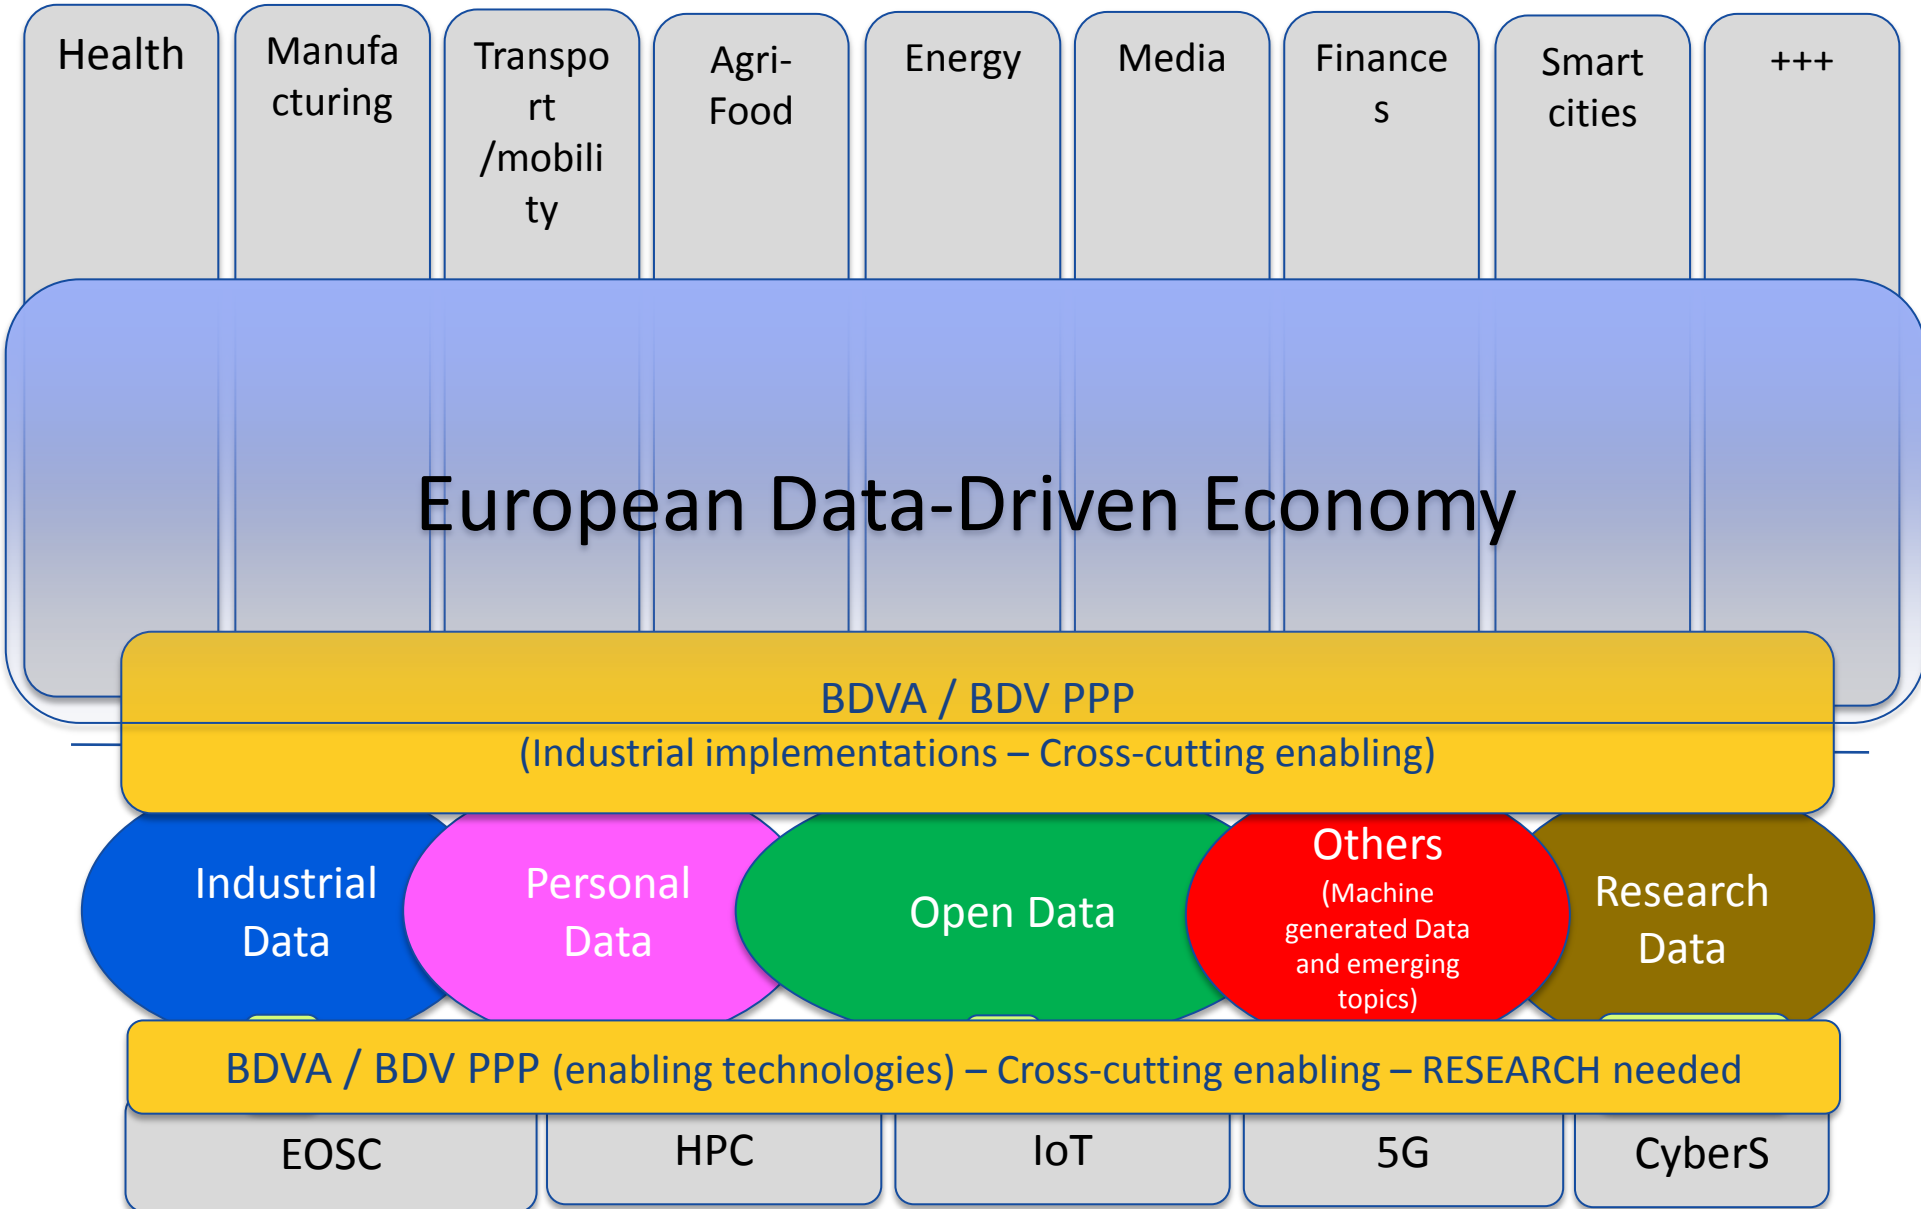 Health
Manufa
cturing
Transpo
rt
/mobili
ty
Agri-
Food
Energy
Media
Finance
s
Smart
cities
+++
European Data-Driven Economy
BDVA / BDV PPP
(Industrial implementations – Cross-cutting enabling)
Industrial
Data
Personal
Data
Open Data
Others
(Machine
generated Data
and emerging
topics)
Research
Data
BDVA / BDV PPP (enabling technologies) – Cross-cutting enabling – RESEARCH needed
EOSC
HPC
IoT
5G
CyberS